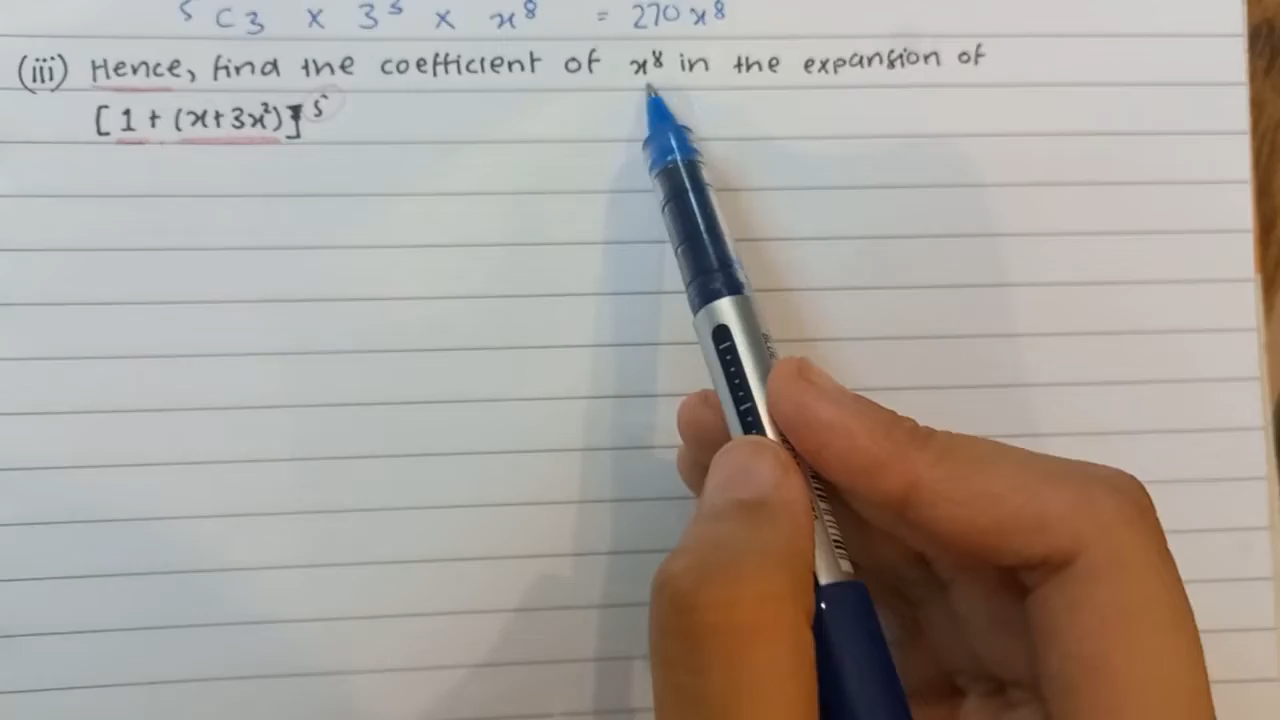 ⁵C3 × 3³ × x⁸ = 270x⁸
(iii) Hence, find the coefficient of x⁸ in the expansion of
[1 + (x+3x²)]⁵